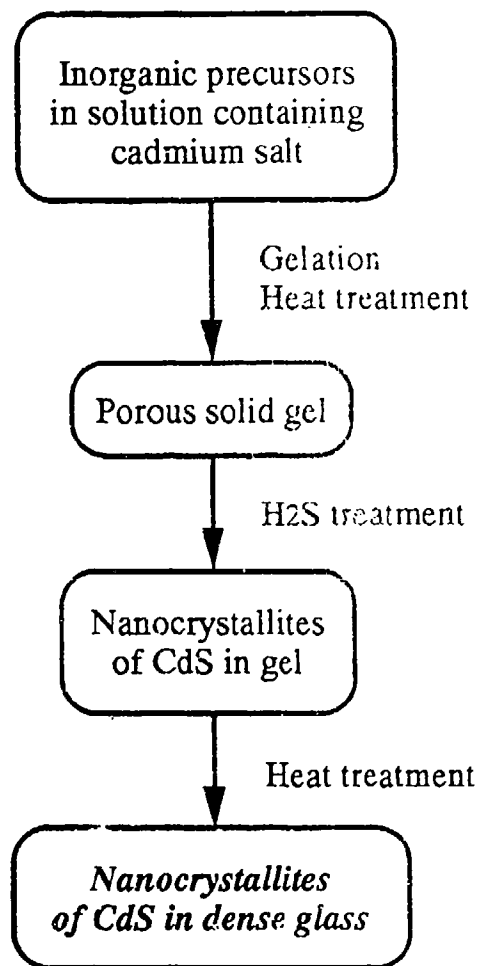 Inorganic precursors
in solution containing
cadmium salt
Gelation
Heat treatment
Porous solid gel
H2S treatment
Nanocrystallites
of CdS in gel
Heat treatment
Nanocrystallites
of CdS in dense glass